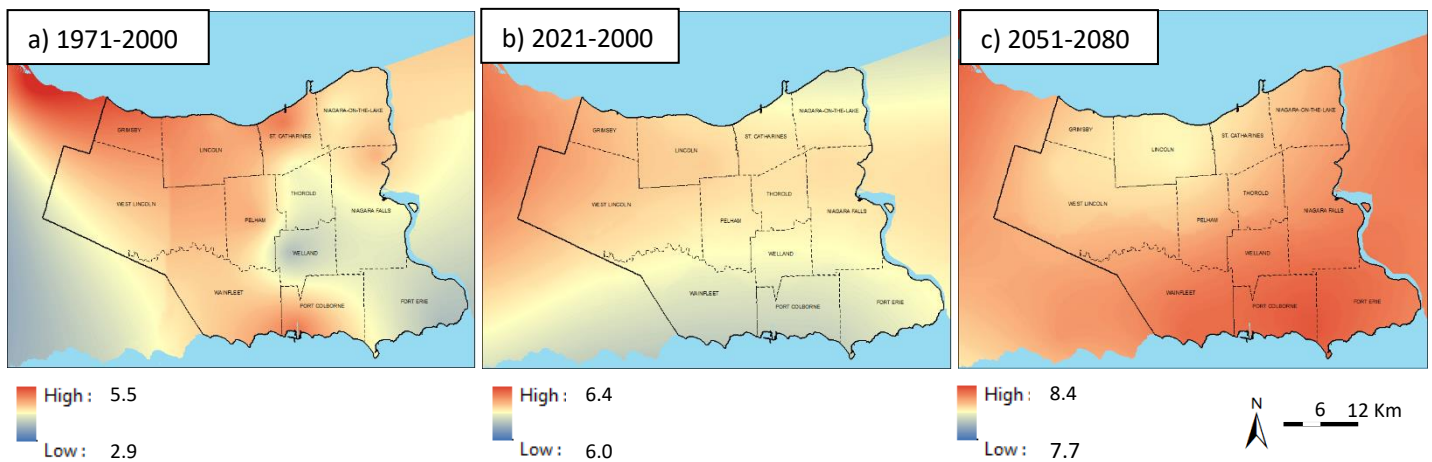 a) 1971-2000
GRIMSBY
LINCOLN
ST. CATHARINES
NIAGARA-ON-THE-LAKE
WEST LINCOLN
PELHAM
THOROLD
NIAGARA FALLS
WELLAND
WAINFLEET
PORT COLBORNE
FORT ERIE
High : 5.5
Low : 2.9
b) 2021-2000
GRIMSBY
LINCOLN
ST. CATHARINES
NIAGARA-ON-THE-LAKE
WEST LINCOLN
PELHAM
THOROLD
NIAGARA FALLS
WELLAND
WAINFLEET
PORT COLBORNE
FORT ERIE
High : 6.4
Low : 6.0
c) 2051-2080
GRIMSBY
LINCOLN
ST. CATHARINES
NIAGARA-ON-THE-LAKE
WEST LINCOLN
PELHAM
THOROLD
NIAGARA FALLS
WELLAND
WAINFLEET
PORT COLBORNE
FORT ERIE
High : 8.4
Low : 7.7
N
6 12 Km